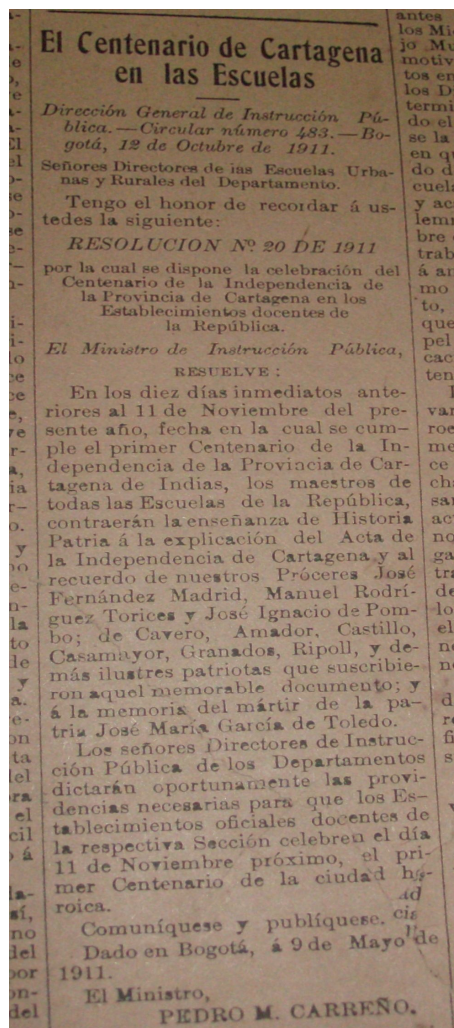 El Centenario de Cartagena
en las Escuelas
Dirección General de Instrucción Pú-
blica.—Circular número 483.—Bo-
gotá, 12 de Octubre de 1911.
Señores Directores de ias Escuelas Urba-
nas y Rurales del Departamento.
Tengo el honor de recordar á us-
tedes la siguiente:
RESOLUCION Nº 20 DE 1911
por la cual se dispone la celebración del
Centenario de la Independencia de
la Provincia de Cartagena en los
Establecimientos docentes de
la República.
El Ministro de Instrucción Pública,
RESUELVE:
En los diez días inmediatos ante-
riores al 11 de Noviembre del pre-
sente año, fecha en la cual se cum-
ple el primer Centenario de la In-
dependencia de la Provincia de Car-
tagena de Indias, los maestros de
todas las Escuelas de la República,
contraerán la enseñanza de Historia
Patria á la explicación del Acta de
la Independencia de Cartagena y al
recuerdo de nuestros Próceres José
Fernández Madrid, Manuel Rodrí-
guez Torices y José Ignacio de Pom-
bo; de Cavero, Amador, Castillo,
Casamayor, Granados, Ripoll, y de-
más ilustres patriotas que suscribie-
ron aquel memorable documento; y
á la memoria del mártir de la pa-
tria José María García de Toledo.
Los señores Directores de Instruc-
ción Pública de los Departamentos
dictarán oportunamente las provi-
dencias necesarias para que los Es-
tablecimientos oficiales docentes de
la respectiva Sección celebren el día
11 de Noviembre próximo, el pri-
mer Centenario de la ciudad he-
roica.
Comuníquese y publíquese.
Dado en Bogotá, á 9 de Mayo de
1911.
El Ministro,
PEDRO M. CARREÑO.